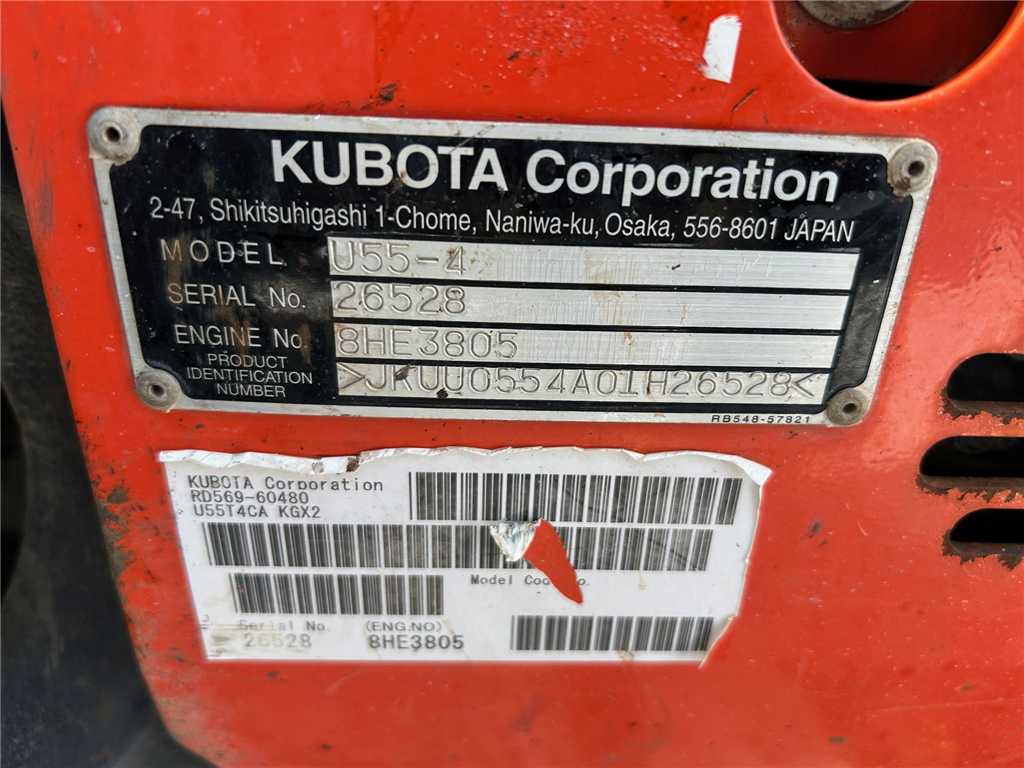 KUBOTA Corporation
2-47, Shikitsuhigashi 1-Chome, Naniwa-ku, Osaka, 556-8601 JAPAN
MODEL U55-4
SERIAL No. 26528
ENGINE No. 8HE3805
PRODUCT IDENTIFICATION NUMBER >JKUU0554A01H26528<
RB548-57821
KUBOTA Corporation
RD569-60480
U55T4CA KGX2
Model
Serial No. (ENG.NO)
26528 8HE3805